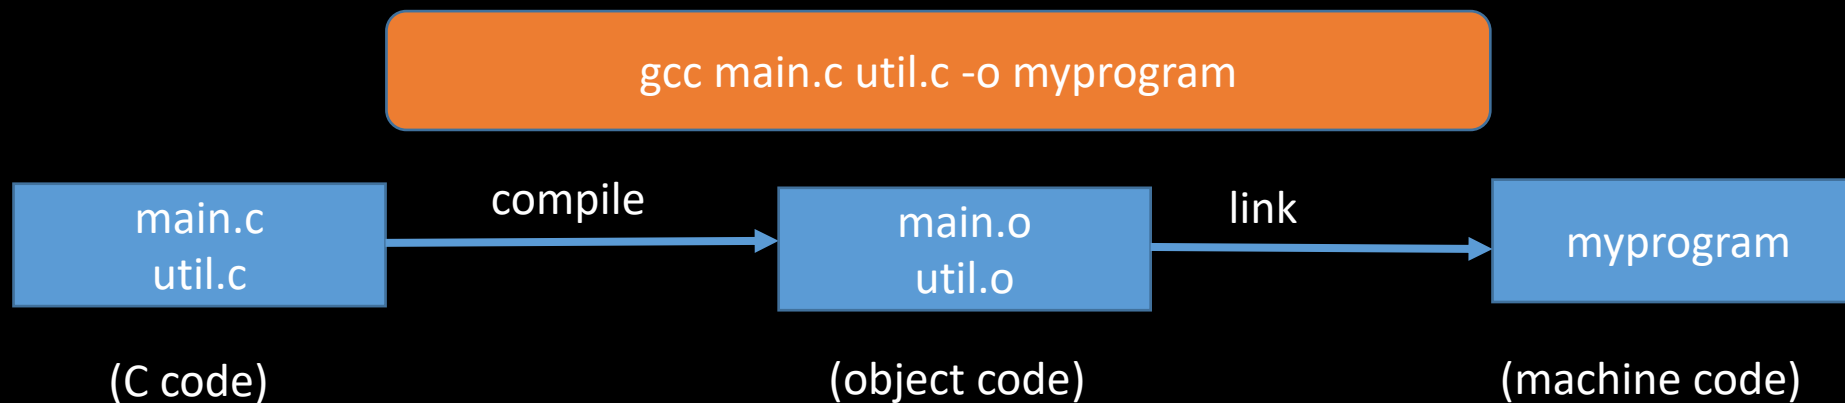 gcc main.c util.c -o myprogram
compile
link
main.c
util.c
main.o
util.o
myprogram
(C code)
(object code)
(machine code)